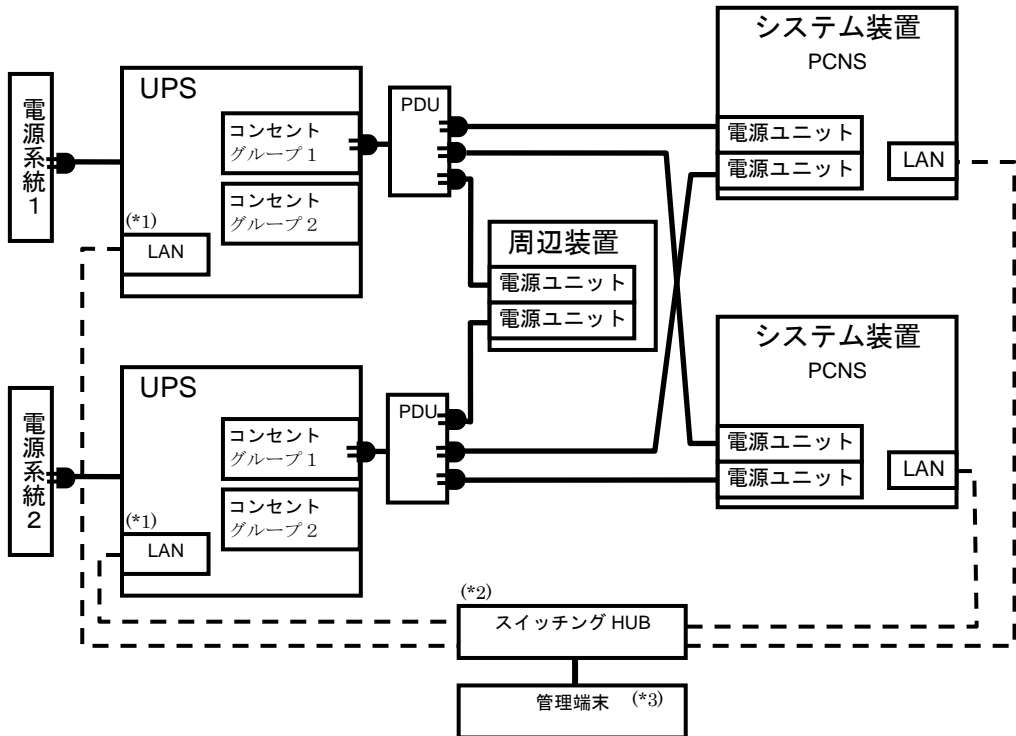 電源系統1
UPS
コンセント
グループ1
コンセント
グループ2
(*1)
LAN
PDU
システム装置
PCNS
電源ユニット
電源ユニット
LAN
周辺装置
電源ユニット
電源ユニット
電源系統2
UPS
コンセント
グループ1
コンセント
グループ2
(*1)
LAN
PDU
システム装置
PCNS
電源ユニット
電源ユニット
LAN
(*2)
スイッチング HUB
管理端末 (*3)